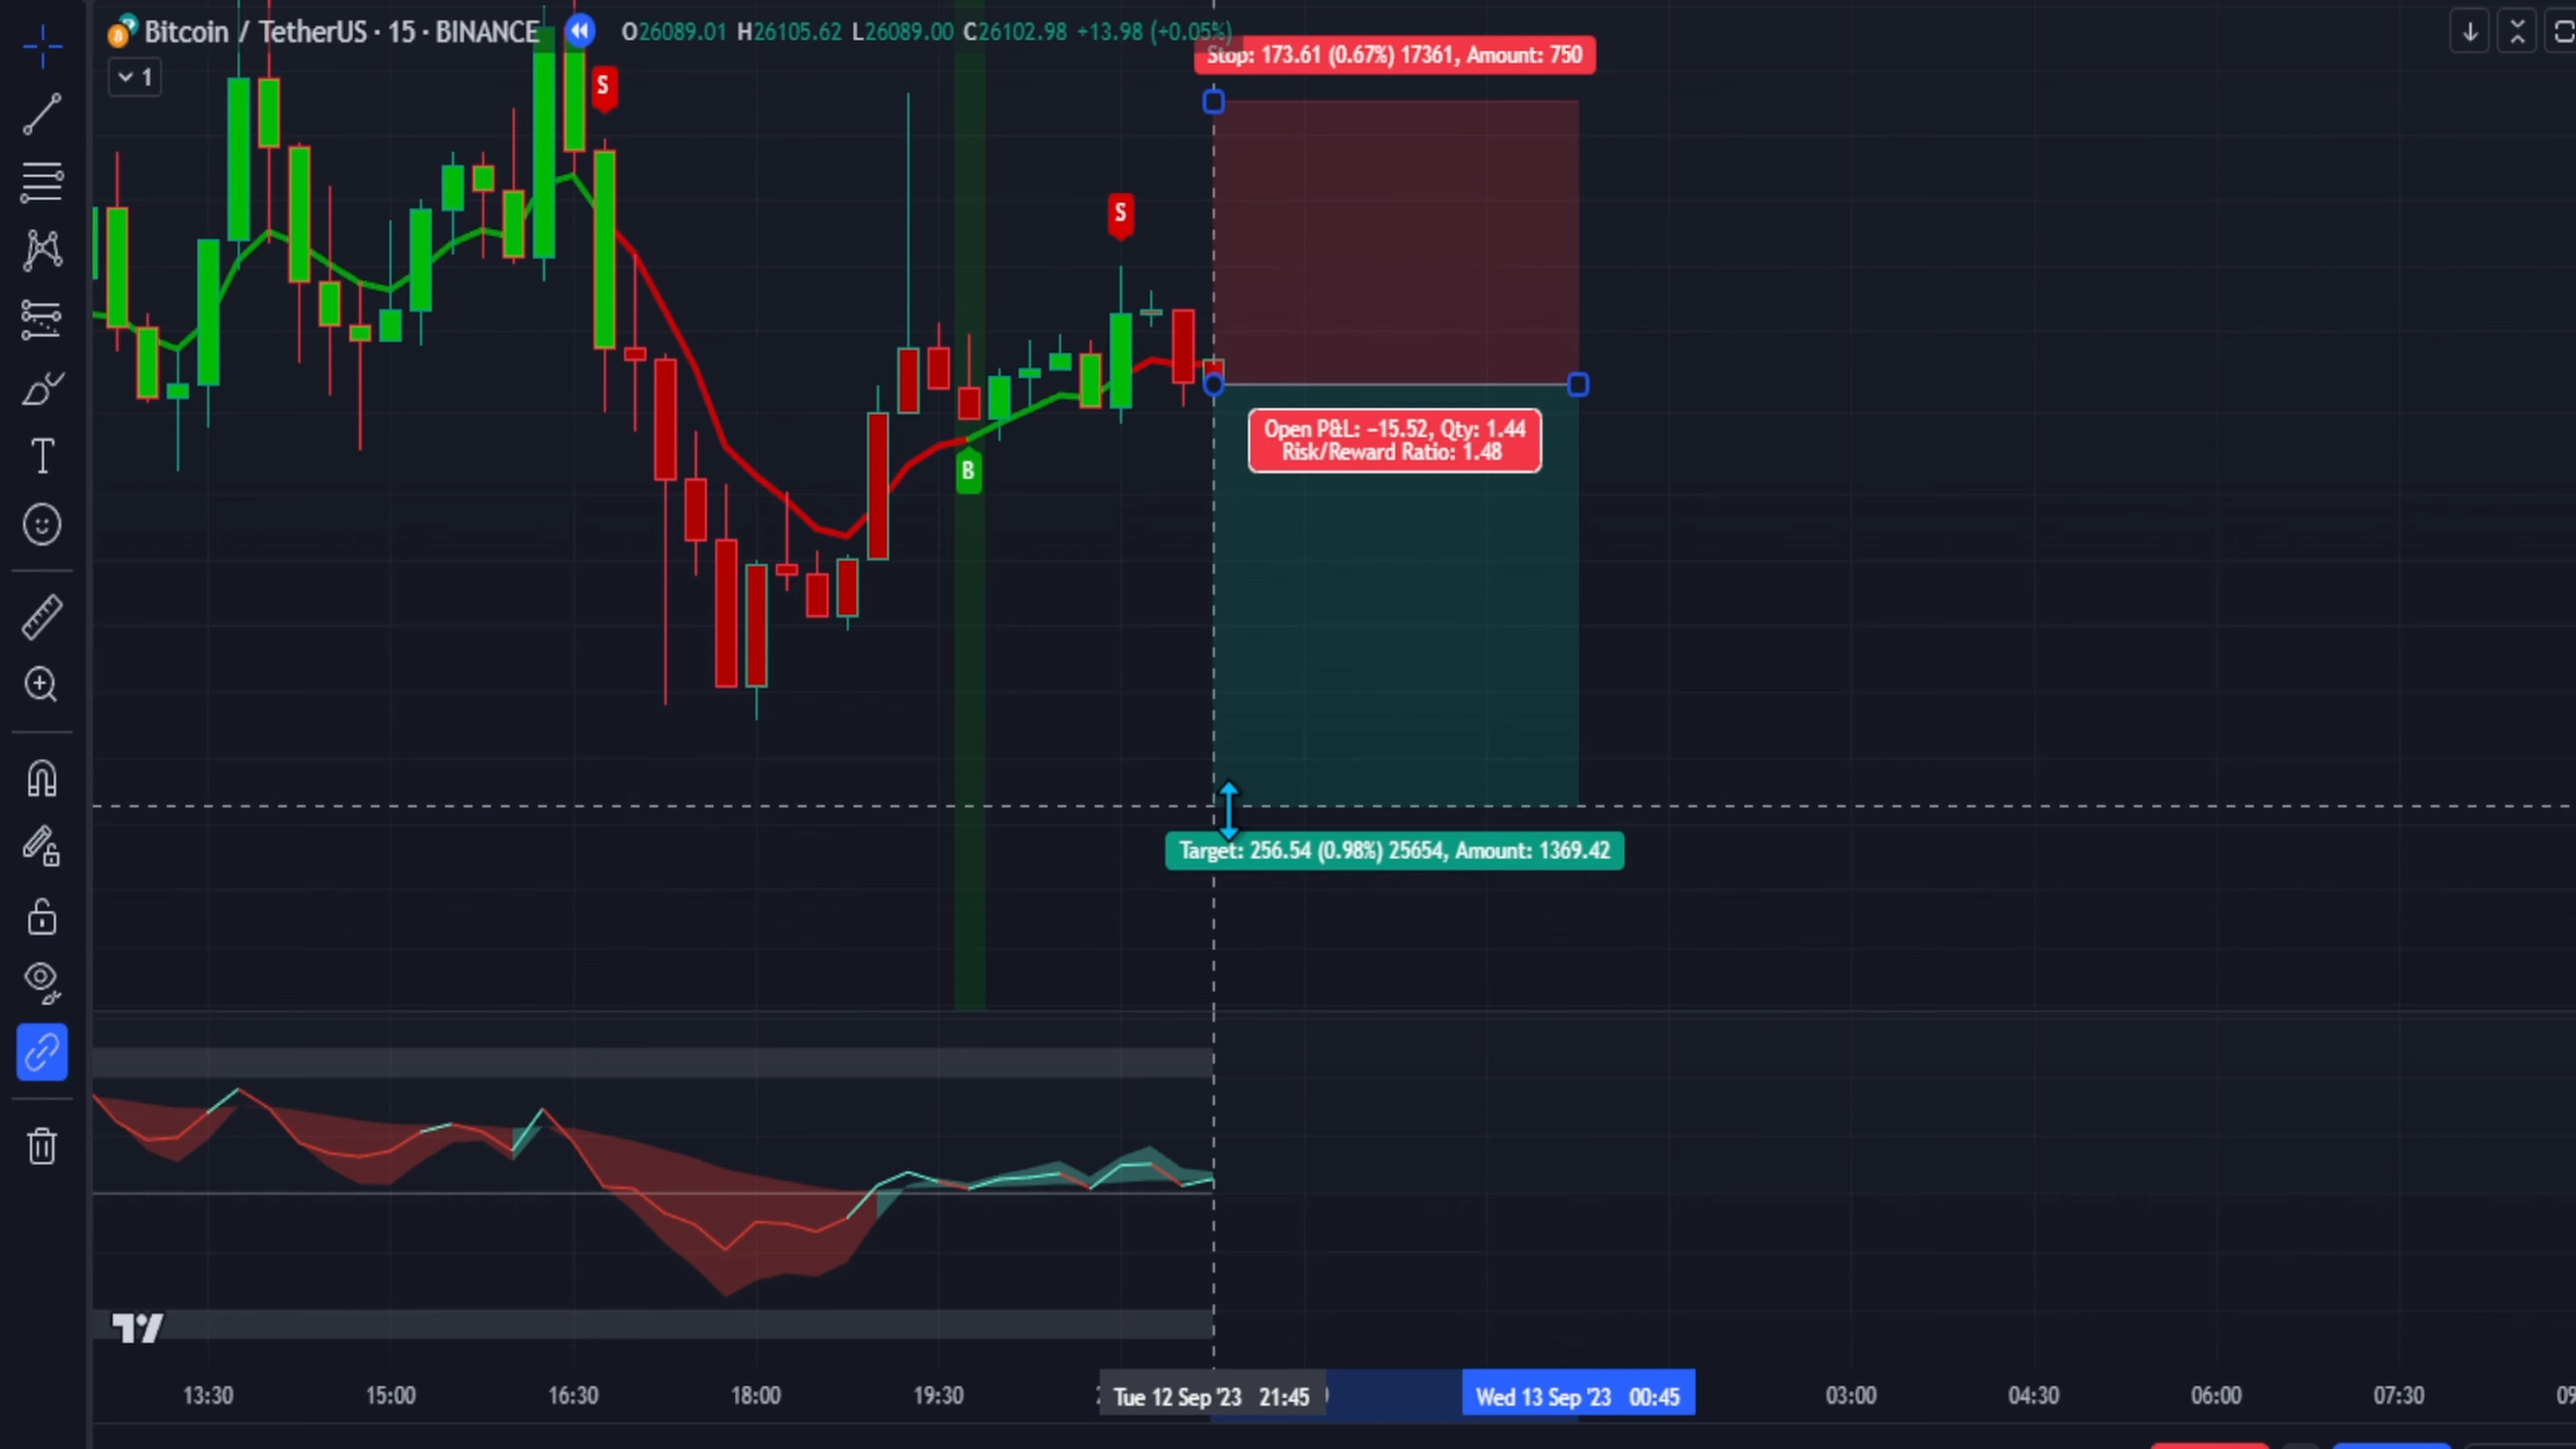 Bitcoin / TetherUS · 15 · BINANCE
O26089.01 H26105.62 L26089.00 C26102.98 +13.98 (+0.05%)
Stop: 173.61 (0.67%) 17361, Amount: 750
1
S
S
Open P&L: −15.52, Qty: 1.44
Risk/Reward Ratio: 1.48
B
Target: 256.54 (0.98%) 25654, Amount: 1369.42
13:30 15:00 16:30 18:00 19:30 Tue 12 Sep '23 21:45 Wed 13 Sep '23 00:45 03:00 04:30 06:00 07:30